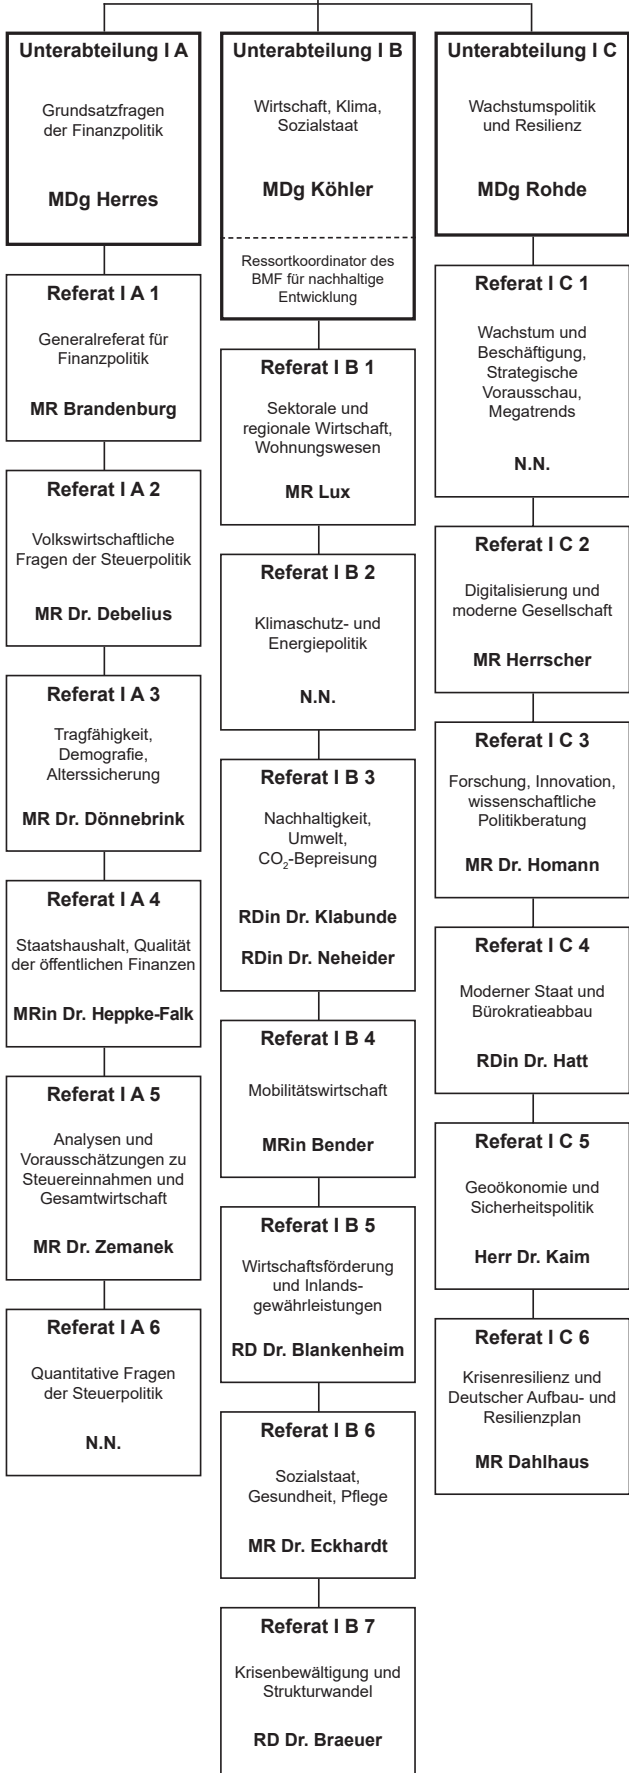 Unterabteilung I A
Grundsatzfragen
der Finanzpolitik
MDg Herres
Referat I A 1
Generalreferat für
Finanzpolitik
MR Brandenburg
Referat I A 2
Volkswirtschaftliche
Fragen der Steuerpolitik
MR Dr. Debelius
Referat I A 3
Tragfähigkeit,
Demografie,
Alterssicherung
MR Dr. Dönnebrink
Referat I A 4
Staatshaushalt, Qualität
der öffentlichen Finanzen
MRin Dr. Heppke-Falk
Referat I A 5
Analysen und
Vorausschätzungen zu
Steuereinnahmen und
Gesamtwirtschaft
MR Dr. Zemanek
Referat I A 6
Quantitative Fragen
der Steuerpolitik
N.N.
Unterabteilung I B
Wirtschaft, Klima,
Sozialstaat
MDg Köhler
Ressortkoordinator des
BMF für nachhaltige
Entwicklung
Referat I B 1
Sektorale und
regionale Wirtschaft,
Wohnungswesen
MR Lux
Referat I B 2
Klimaschutz- und
Energiepolitik
N.N.
Referat I B 3
Nachhaltigkeit,
Umwelt,
CO₂-Bepreisung
RDin Dr. Klabunde
RDin Dr. Neheider
Referat I B 4
Mobilitätswirtschaft
MRin Bender
Referat I B 5
Wirtschaftsförderung
und Inlands-
gewährleistungen
RD Dr. Blankenheim
Referat I B 6
Sozialstaat,
Gesundheit, Pflege
MR Dr. Eckhardt
Referat I B 7
Krisenbewältigung und
Strukturwandel
RD Dr. Braeuer
Unterabteilung I C
Wachstumspolitik
und Resilienz
MDg Rohde
Referat I C 1
Wachstum und
Beschäftigung,
Strategische
Vorausschau,
Megatrends
N.N.
Referat I C 2
Digitalisierung und
moderne Gesellschaft
MR Herrscher
Referat I C 3
Forschung, Innovation,
wissenschaftliche
Politikberatung
MR Dr. Homann
Referat I C 4
Moderner Staat und
Bürokratieabbau
RDin Dr. Hatt
Referat I C 5
Geoökonomie und
Sicherheitspolitik
Herr Dr. Kaim
Referat I C 6
Krisenresilienz und
Deutscher Aufbau- und
Resilienzplan
MR Dahlhaus